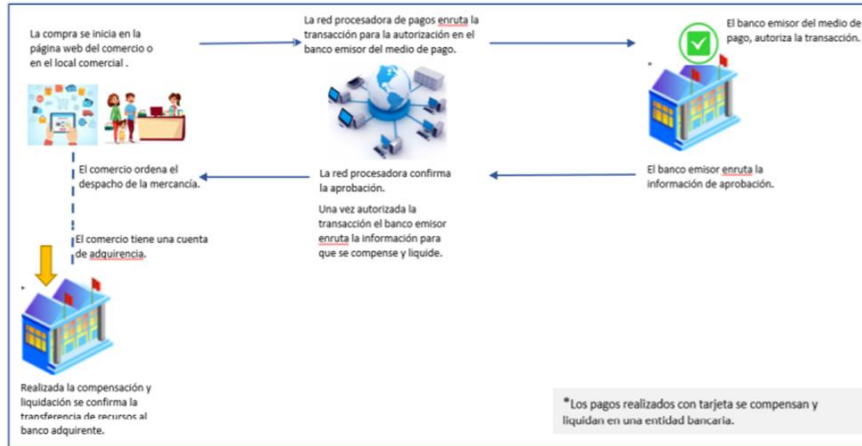 La compra se inicia en la
página web del comercio o
en el local comercial .
La red procesadora de pagos enruta la
transacción para la autorización en el
banco emisor del medio de pago.
El banco emisor del medio de
pago, autoriza la transacción.
*
El comercio ordena el
despacho de la mercancía.
La red procesadora confirma
la aprobación.
Una vez autorizada la
transacción el banco emisor
enruta la información para
que se compense y liquide.
El banco emisor enruta la
información de aprobación.
El comercio tiene una cuenta
de adquirencia.
*
Realizada la compensación y
liquidación se confirma la
transferencia de recursos al
banco adquirente.
*Los pagos realizados con tarjeta se compensan y
liquidan en una entidad bancaria.